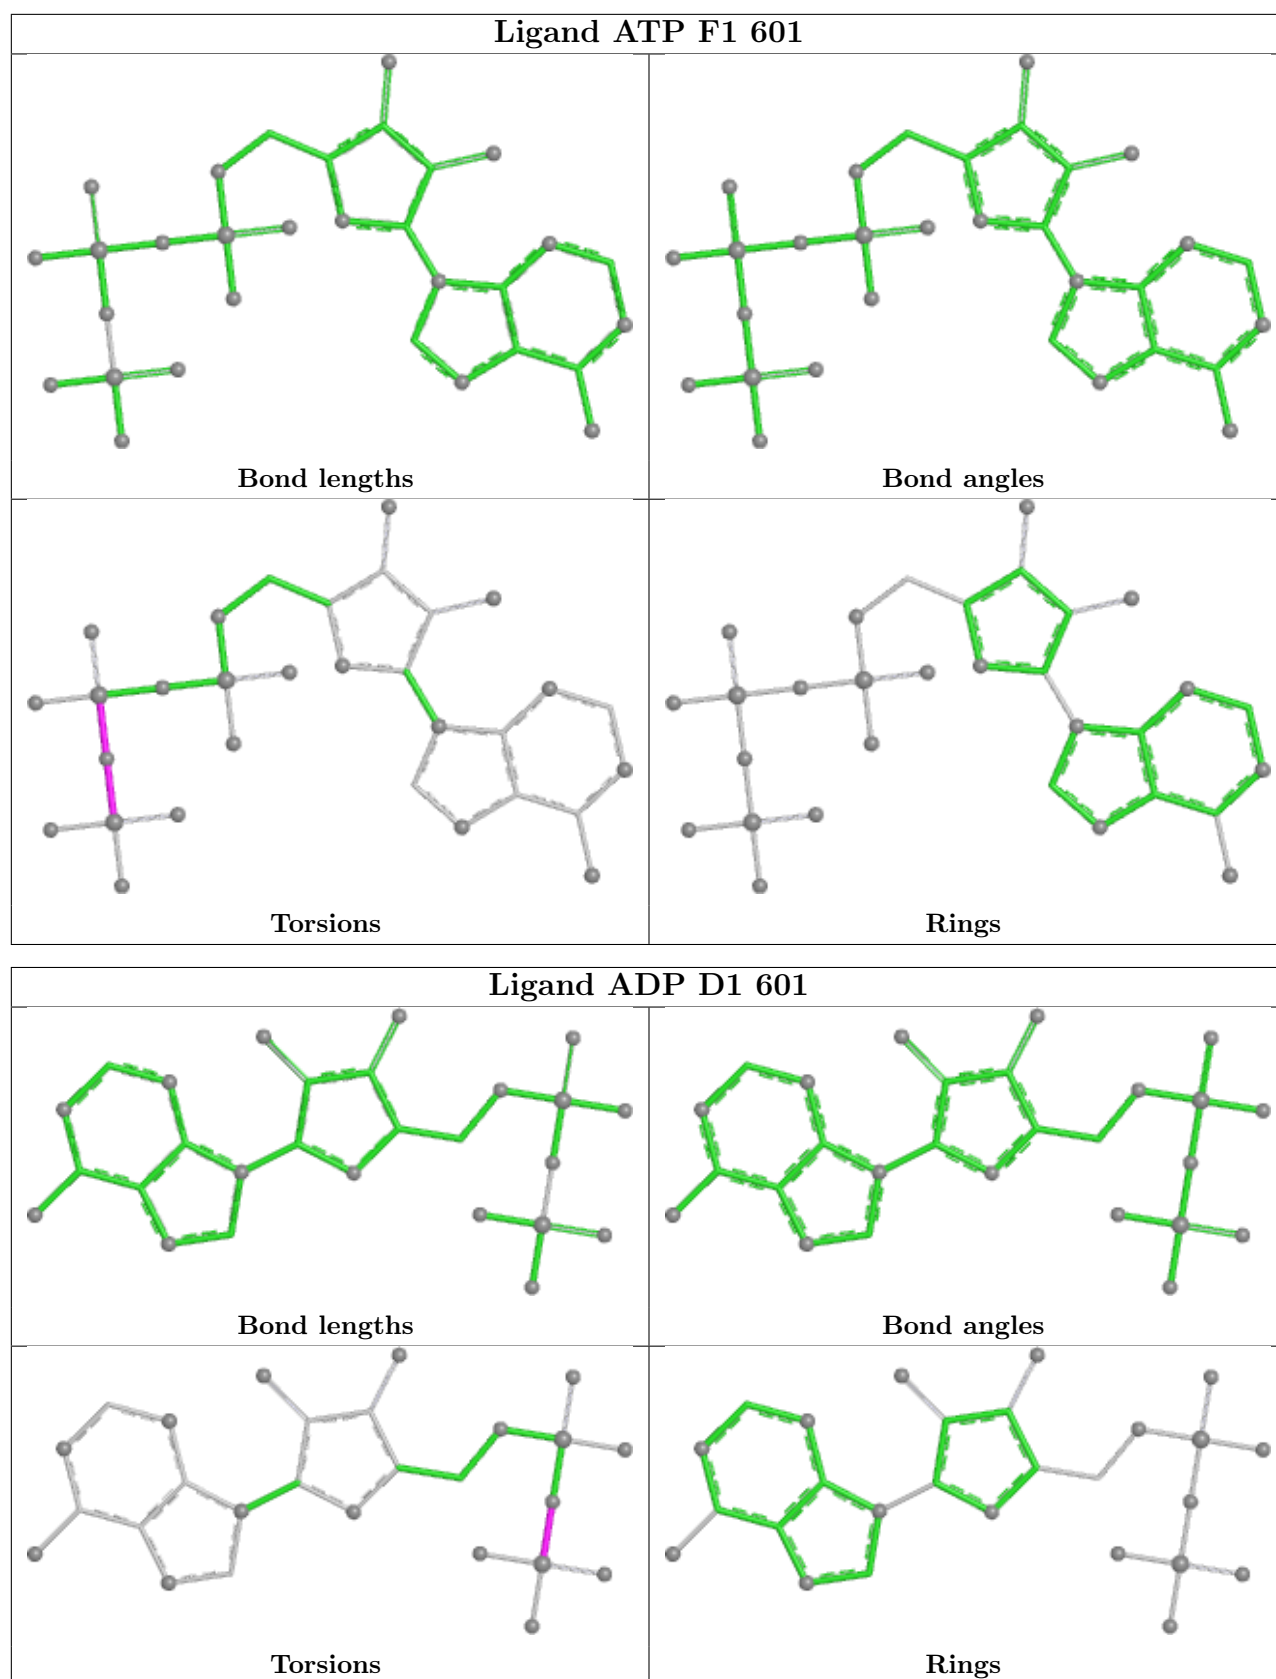 Ligand ATP F1 601
Bond lengths
Bond angles
Torsions
Rings
Ligand ADP D1 601
Bond lengths
Bond angles
Torsions
Rings